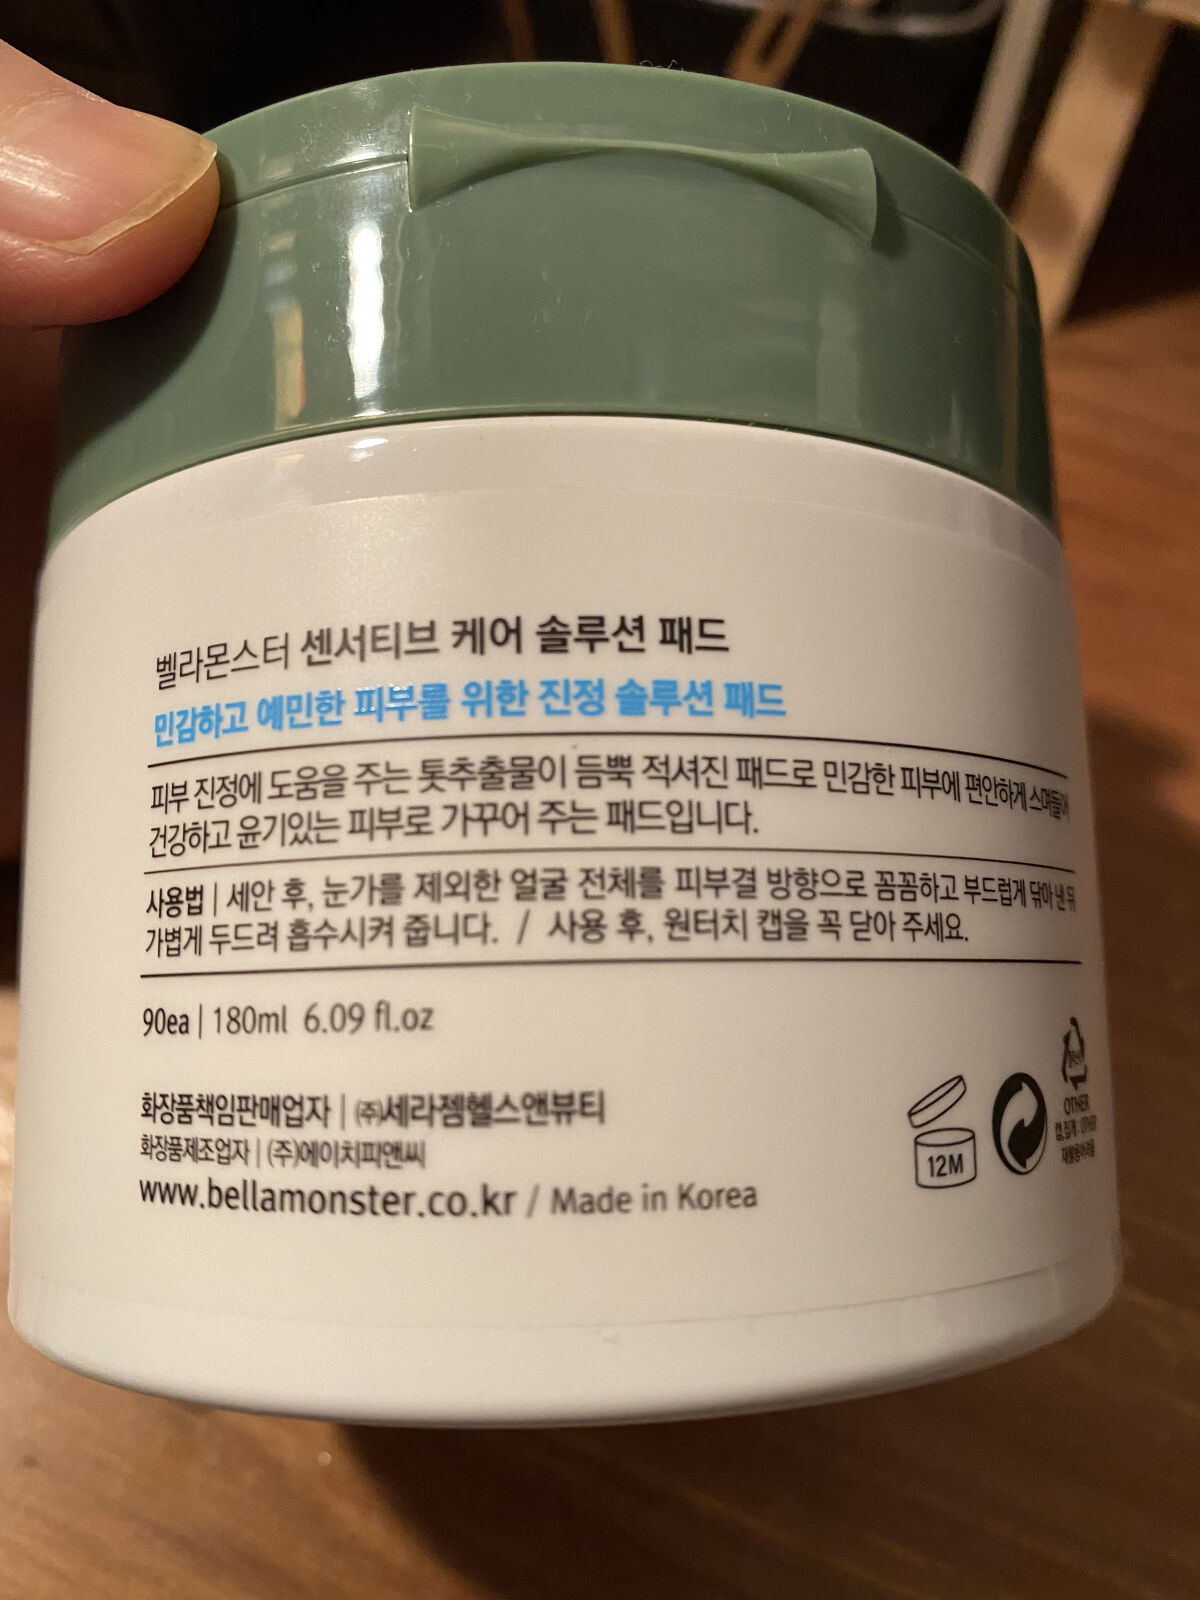 벨라몬스터 센서티브 케어 솔루션 패드
민감하고 예민한 피부를 위한 진정 솔루션 패드
피부 진정에 도움을 주는 톳추출물이 듬뿍 적셔진 패드로 민감한 피부에 편안하게 스며들어
건강하고 윤기있는 피부로 가꾸어 주는 패드입니다.
사용법 | 세안 후, 눈가를 제외한 얼굴 전체를 피부결 방향으로 꼼꼼하고 부드럽게 닦아 낸 뒤
가볍게 두드려 흡수시켜 줍니다. / 사용 후, 원터치 캡을 꼭 닫아 주세요.
90ea | 180ml 6.09 fl.oz
화장품책임판매업자 | ㈜세라젬헬스앤뷰티
화장품제조업자 | (주)에이치피앤씨
www.bellamonster.co.kr / Made in Korea
12M
OTHER
캡,집게 : OTHER
재활용어려움